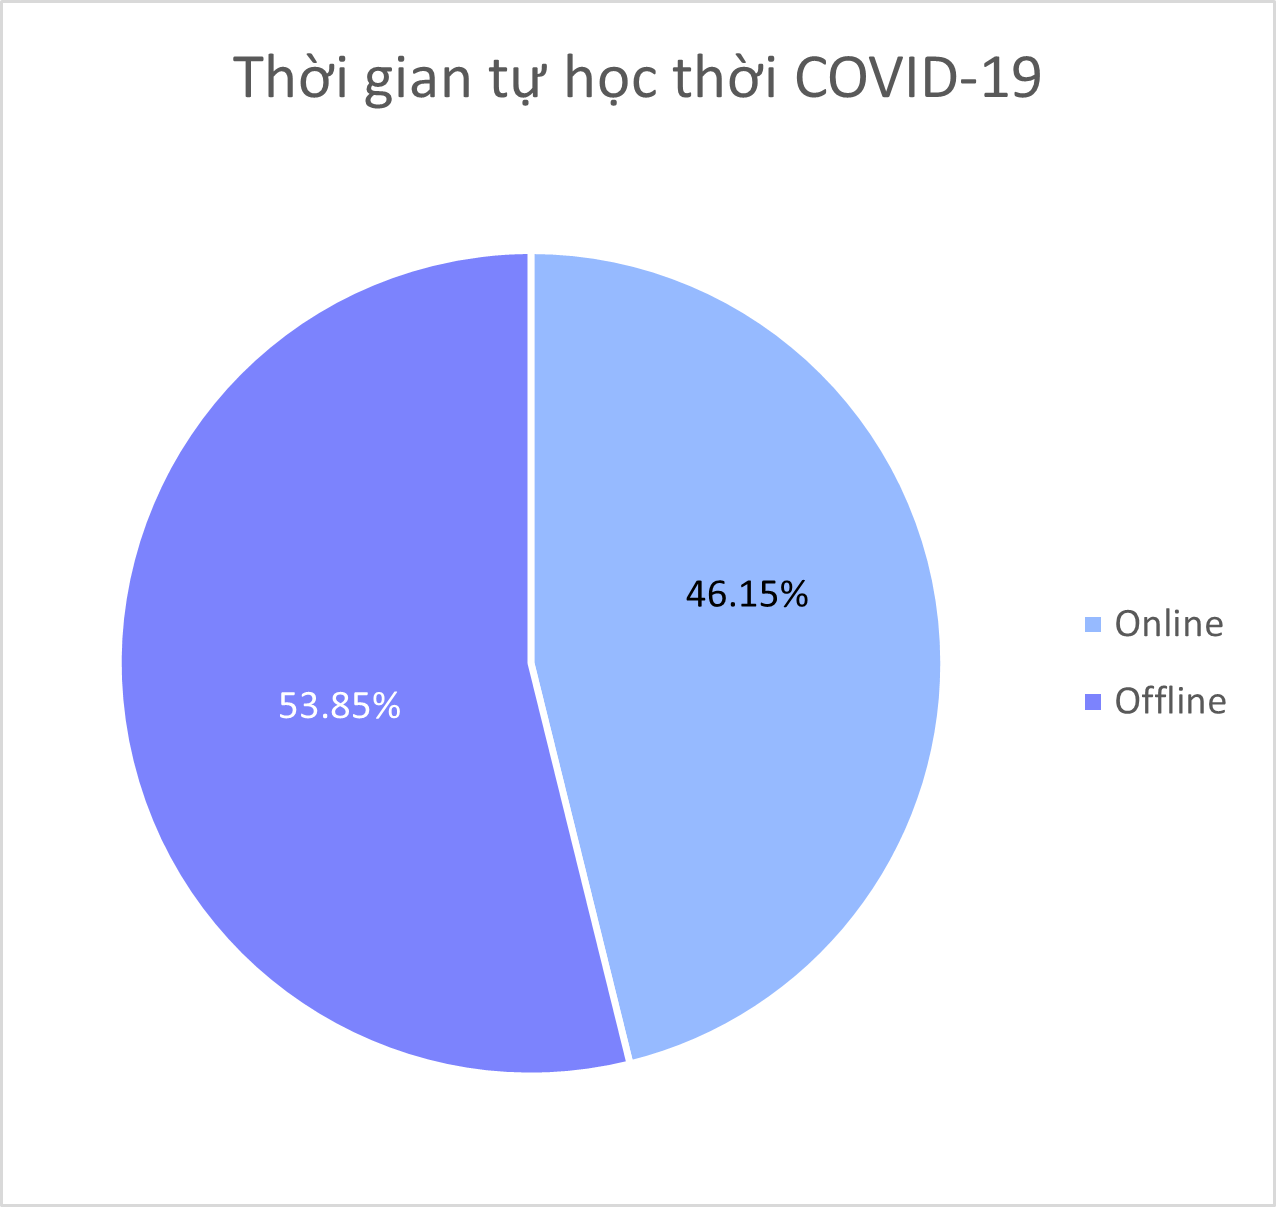 Thời gian tự học thời COVID-19
46.15%
53.85%
Online
Offline